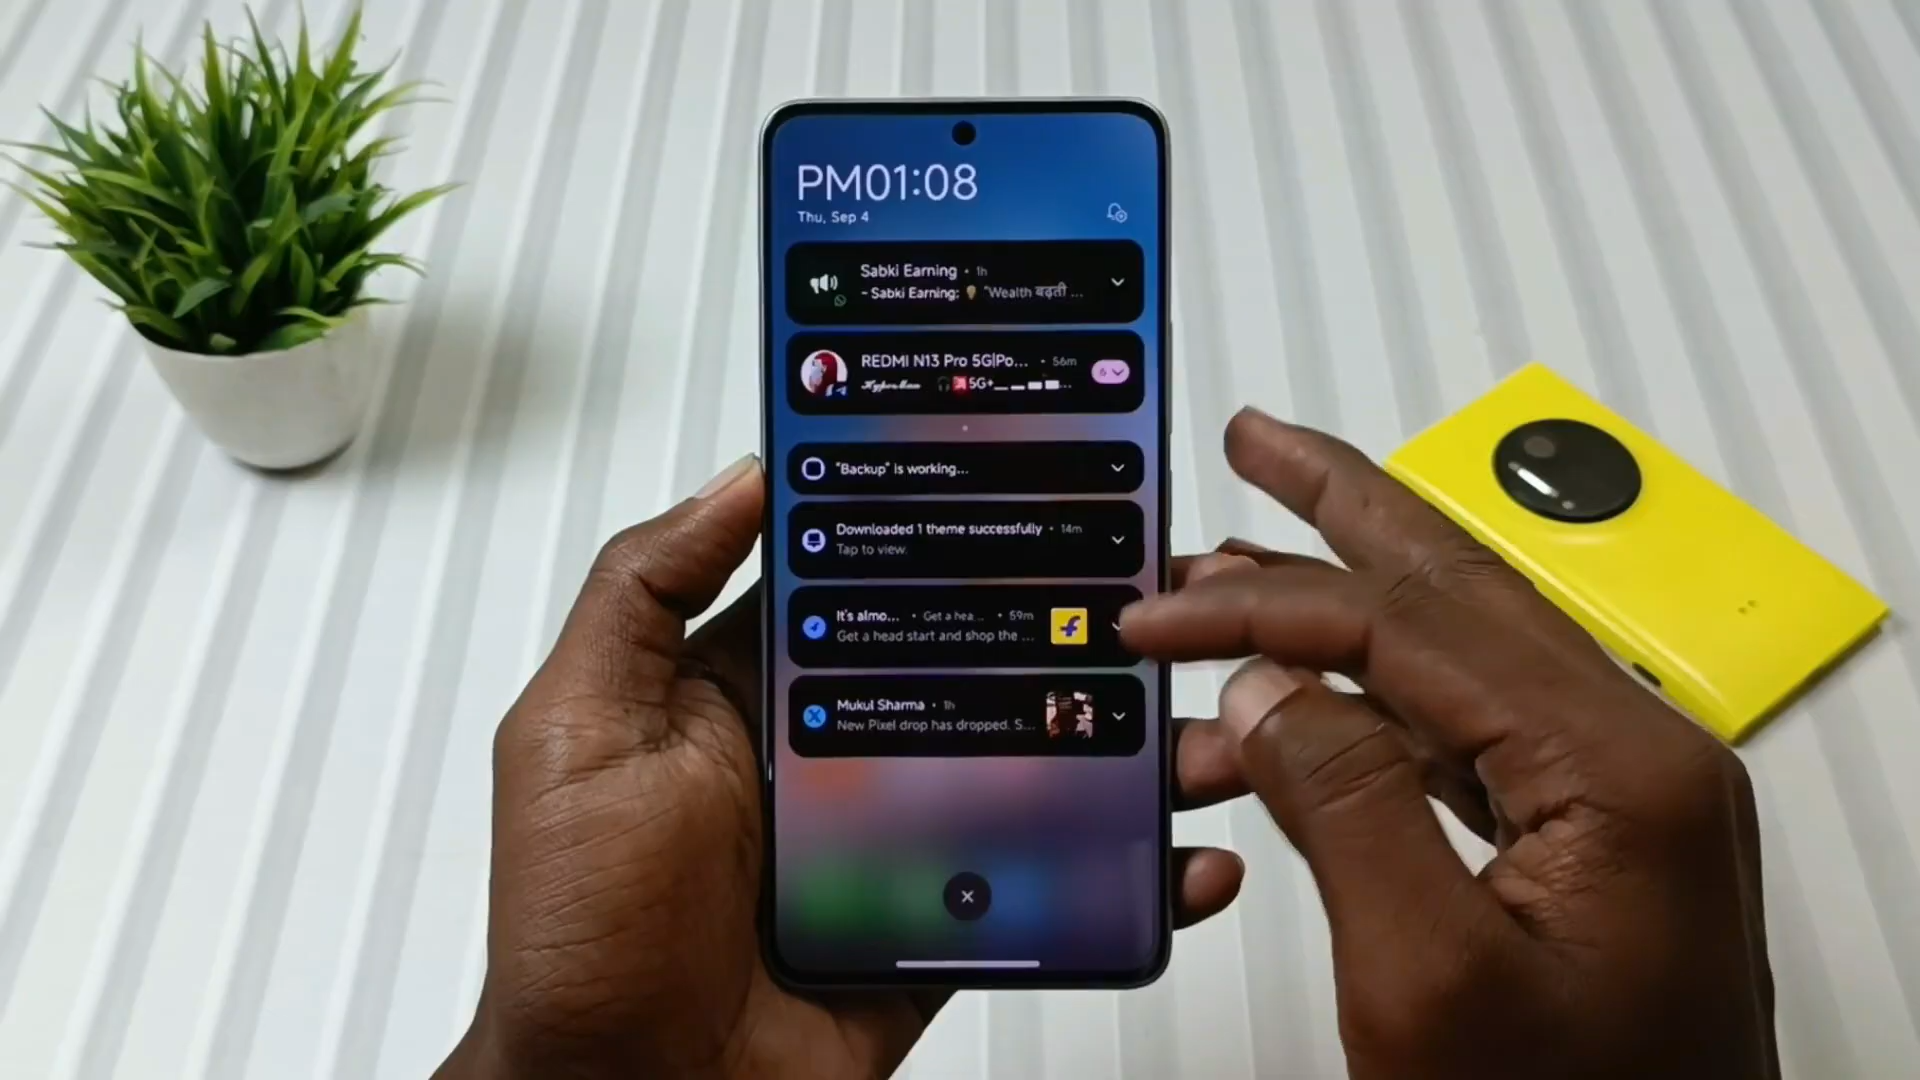 PM01:08
Thu, Sep 4
Sabki Earning • 1h
- Sabki Earning: 💡 "Wealth बढ़ती ...
REDMI N13 Pro 5G|Po... • 56m
HyperMan 🎧 5G+
6
"Backup" is working...
Downloaded 1 theme successfully • 14m
Tap to view.
It's almo... • Get a hea... • 59m
Get a head start and shop the ...
Mukul Sharma • 1h
New Pixel drop has dropped. S...